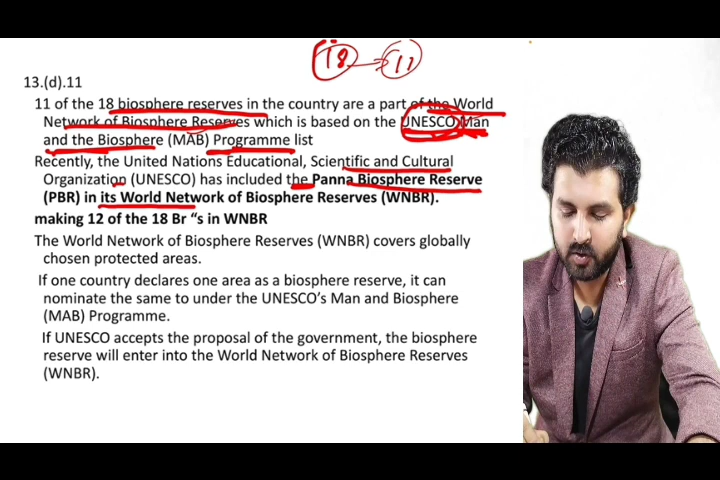 18 → 11
13.(d).11
11 of the 18 biosphere reserves in the country are a part of the World
Network of Biosphere Reserves which is based on the UNESCO Man
and the Biosphere (MAB) Programme list
Recently, the United Nations Educational, Scientific and Cultural
Organization (UNESCO) has included the Panna Biosphere Reserve
(PBR) in its World Network of Biosphere Reserves (WNBR).
making 12 of the 18 Br “s in WNBR
The World Network of Biosphere Reserves (WNBR) covers globally
chosen protected areas.
If one country declares one area as a biosphere reserve, it can
nominate the same to under the UNESCO’s Man and Biosphere
(MAB) Programme.
If UNESCO accepts the proposal of the government, the biosphere
reserve will enter into the World Network of Biosphere Reserves
(WNBR).